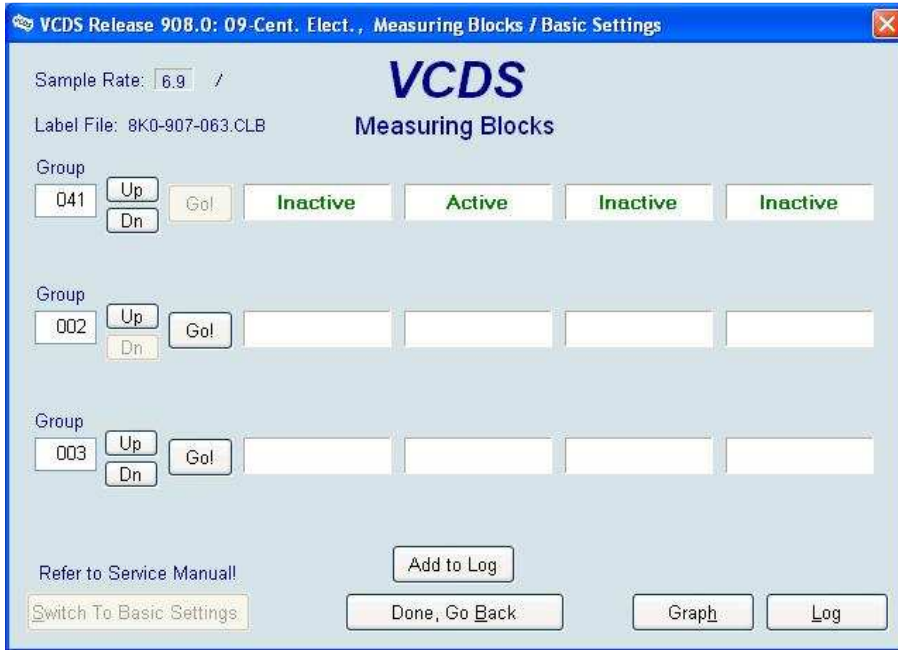 VCDS Release 908.0: 09-Cent. Elect., Measuring Blocks / Basic Settings
Sample Rate: 6.9 /
VCDS
Label File: 8K0-907-063.CLB
Measuring Blocks
Group
041 Up Dn Go! Inactive Active Inactive Inactive
Group
002 Up Dn Go!
Group
003 Up Dn Go!
Refer to Service Manual!
Add to Log
Switch To Basic Settings Done, Go Back Graph Log